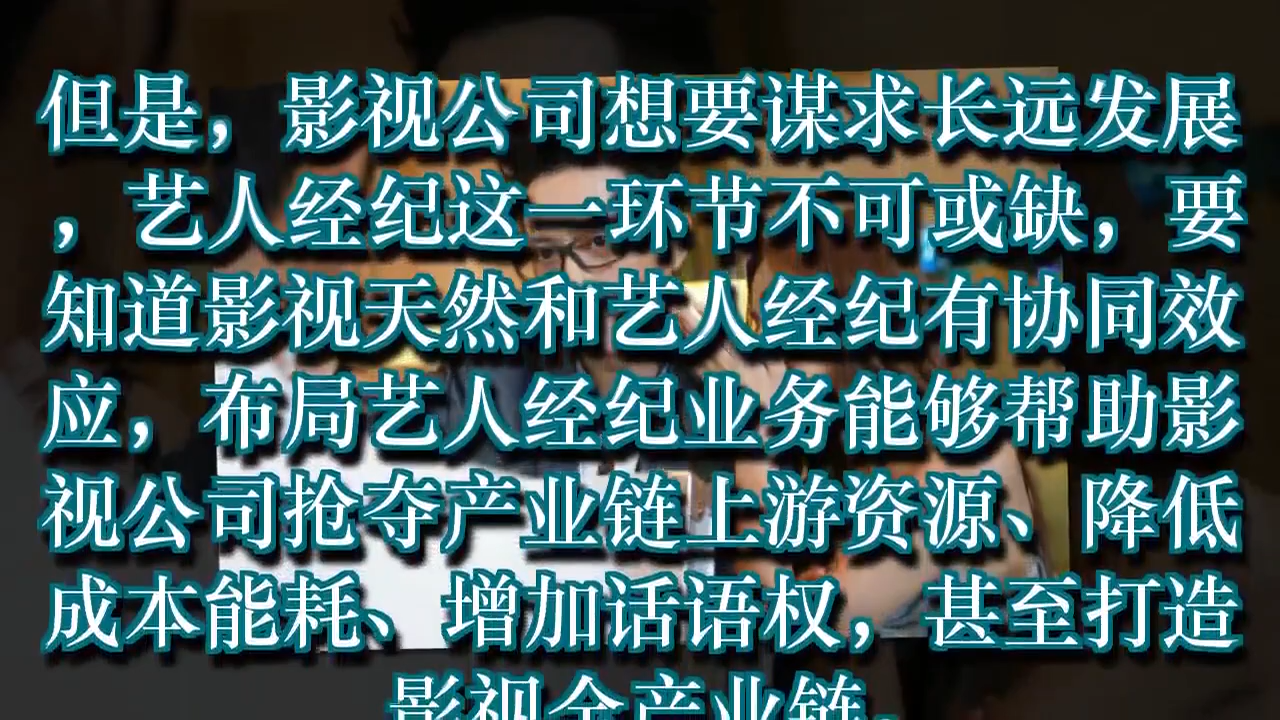 但是，影视公司想要谋求长远发展
，艺人经纪这一环节不可或缺，要
知道影视天然和艺人经纪有协同效
应，布局艺人经纪业务能够帮助影
视公司抢夺产业链上游资源、降低
成本能耗、增加话语权，甚至打造
影视全产业链。